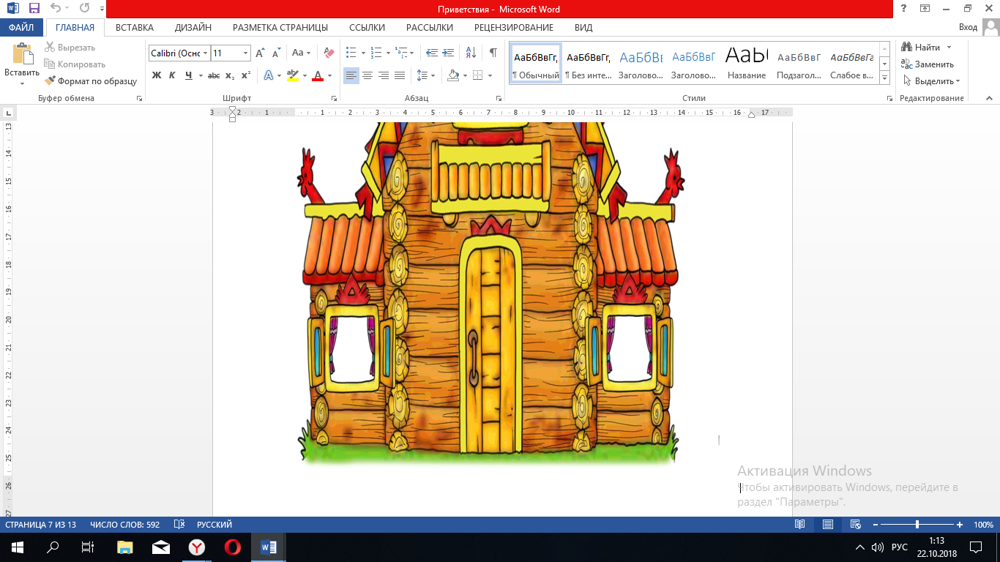 Приветствия - Microsoft Word
?
ФАЙЛ ГЛАВНАЯ ВСТАВКА ДИЗАЙН РАЗМЕТКА СТРАНИЦЫ ССЫЛКИ РАССЫЛКИ РЕЦЕНЗИРОВАНИЕ ВИД Вход
Вставить
Вырезать
Копировать
Формат по образцу
Буфер обмена
Calibri (Оснс 11
Aa
Ж К Ч abc x₂ x²
A ab A
Шрифт
Абзац
АаБбВвГг, АаБбВвГг, АаБбВ АаБбВвГ АаЬ АаБбВвГ АаБбВвГг
¶ Обычный ¶ Без инте... Заголово... Заголово... Название Подзагол... Слабое в...
Стили
Найти
Заменить
Выделить
Редактирование
3 2 1 1 2 3 4 5 6 7 8 9 10 11 12 13 14 15 16 17
13
14
15
16
17
18
19
20
21
22
23
24
25
26
27
Активация Windows
Чтобы активировать Windows, перейдите в
раздел "Параметры".
СТРАНИЦА 7 ИЗ 13 ЧИСЛО СЛОВ: 592 РУССКИЙ 100%
РУС 1:13
22.10.2018